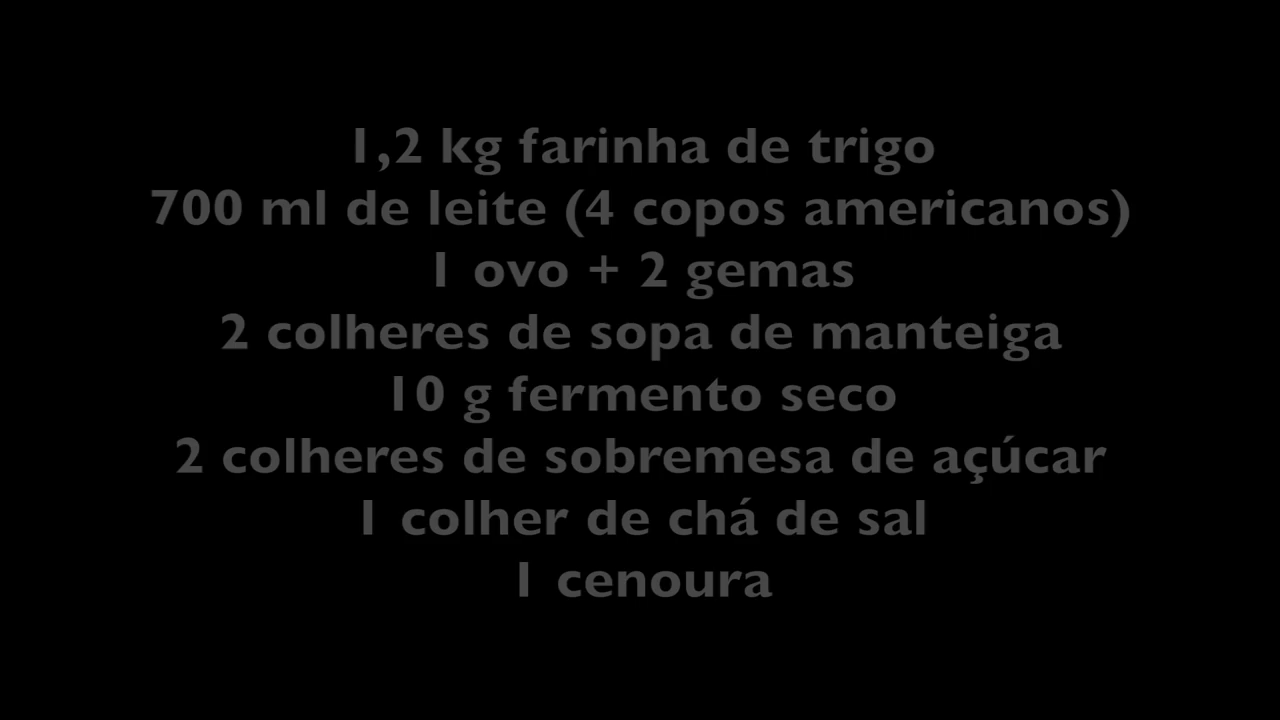 1,2 kg farinha de trigo
700 ml de leite (4 copos americanos)
1 ovo + 2 gemas
2 colheres de sopa de manteiga
10 g fermento seco
2 colheres de sobremesa de açúcar
1 colher de chá de sal
1 cenoura